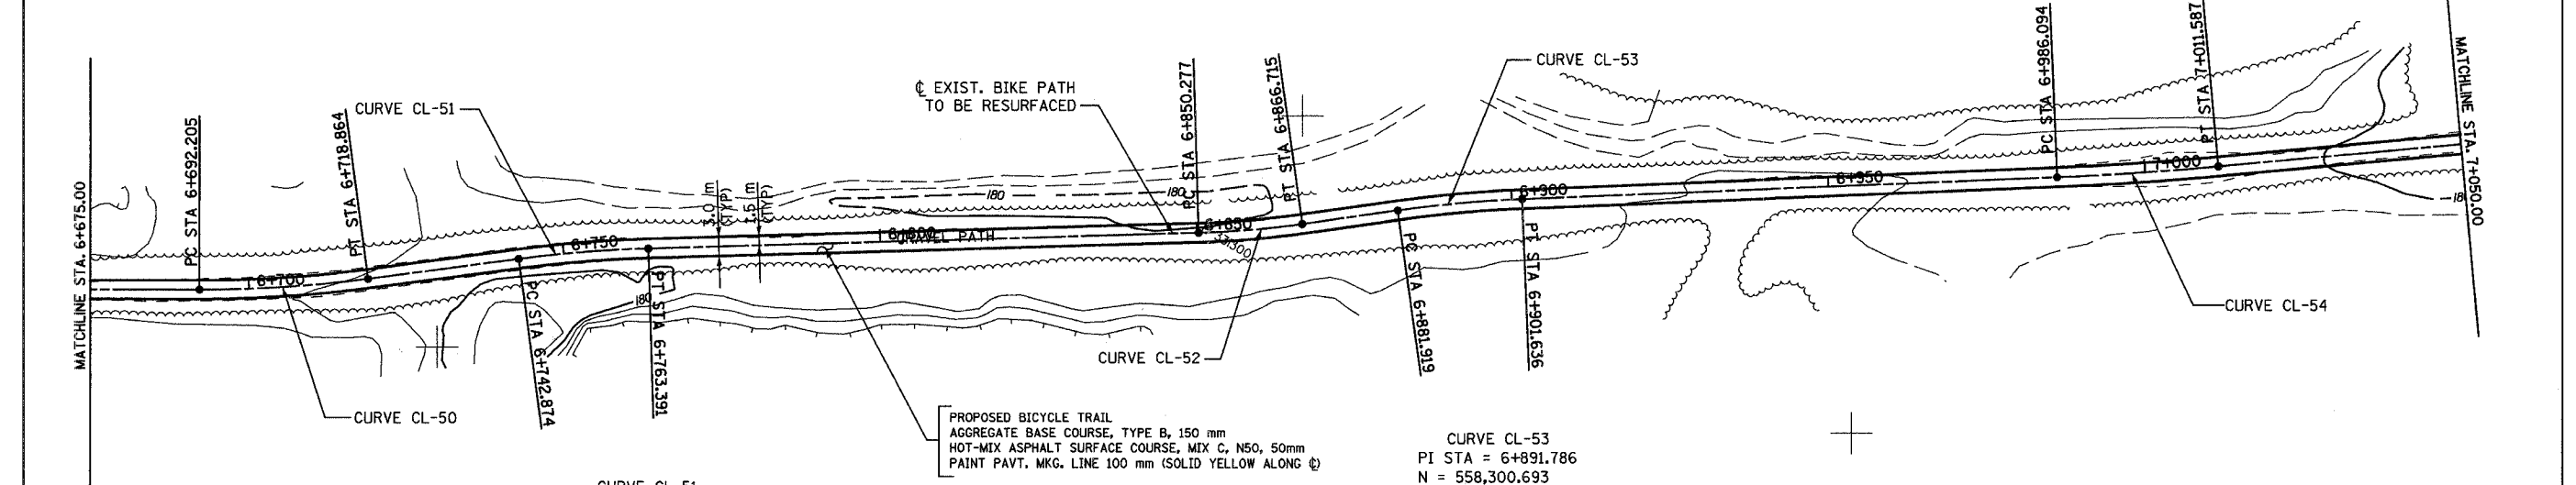 MATCHLINE STA. 6+675.00
PC STA 6+692.205
PT STA 6+718.864
CURVE CL-51
3.0 m
(TYP)
1.5 m
(TYP)
℄ EXIST. BIKE PATH
TO BE RESURFACED
PC STA 6+850.277
PT STA 6+866.715
CURVE CL-53
PC STA 6+986.094
PT STA 7+011.587
MATCHLINE STA. 7+050.00
180
180
6+700
6+750
6+800
GRAVEL PATH
6+850
6+900
6+950
7+000
180
18
CURVE CL-50
PC STA 6+742.874
PT STA 6+763.391
CURVE CL-52
PC STA 6+881.919
PT STA 6+901.636
CURVE CL-54
PROPOSED BICYCLE TRAIL
AGGREGATE BASE COURSE, TYPE B, 150 mm
HOT-MIX ASPHALT SURFACE COURSE, MIX C, N50, 50mm
PAINT PAVT. MKG. LINE 100 mm (SOLID YELLOW ALONG ℄)
CURVE CL-53
PI STA = 6+891.786
N = 558,300.693
CURVE CL-51